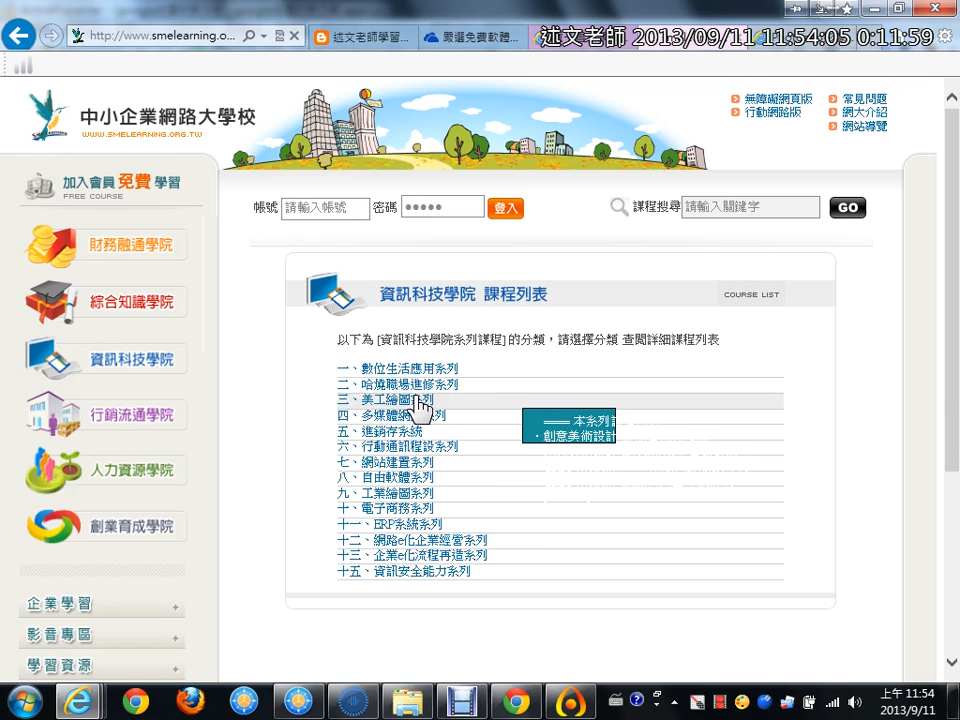 http://www.smelearning.o...
述文老師學習...
嚴選免費軟體...
述文老師 2013/09/11 11:54:05 0:11:59
中小企業網路大學校
WWW.SMELEARNING.ORG.TW
無障礙網頁版
常見問題
行動網路版
網大介紹
網站導覽
加入會員 免費 學習
FREE COURSE
帳號 請輸入帳號 密碼 ●●●●● 登入
課程搜尋 請輸入關鍵字 GO
財務融通學院
綜合知識學院
資訊科技學院
行銷流通學院
人力資源學院
創業育成學院
企業學習 +
影音專區 +
學習資源 +
資訊科技學院 課程列表
COURSE LIST
以下為 [資訊科技學院系列課程] 的分類，請選擇分類 查閱詳細課程列表
一、數位生活應用系列
二、哈燒職場進修系列
三、美工繪圖系列
四、多媒體網 系列
五、進銷存系統
六、行動通訊程設系列
七、網站建置系列
八、自由軟體系列
九、工業繪圖系列
十、電子商務系列
十一、ERP系統系列
十二、網路e化企業經營系列
十三、企業e化流程再造系列
十五、資訊安全能力系列
==== 本系列
・創意美術設計
上午 11:54
2013/9/11